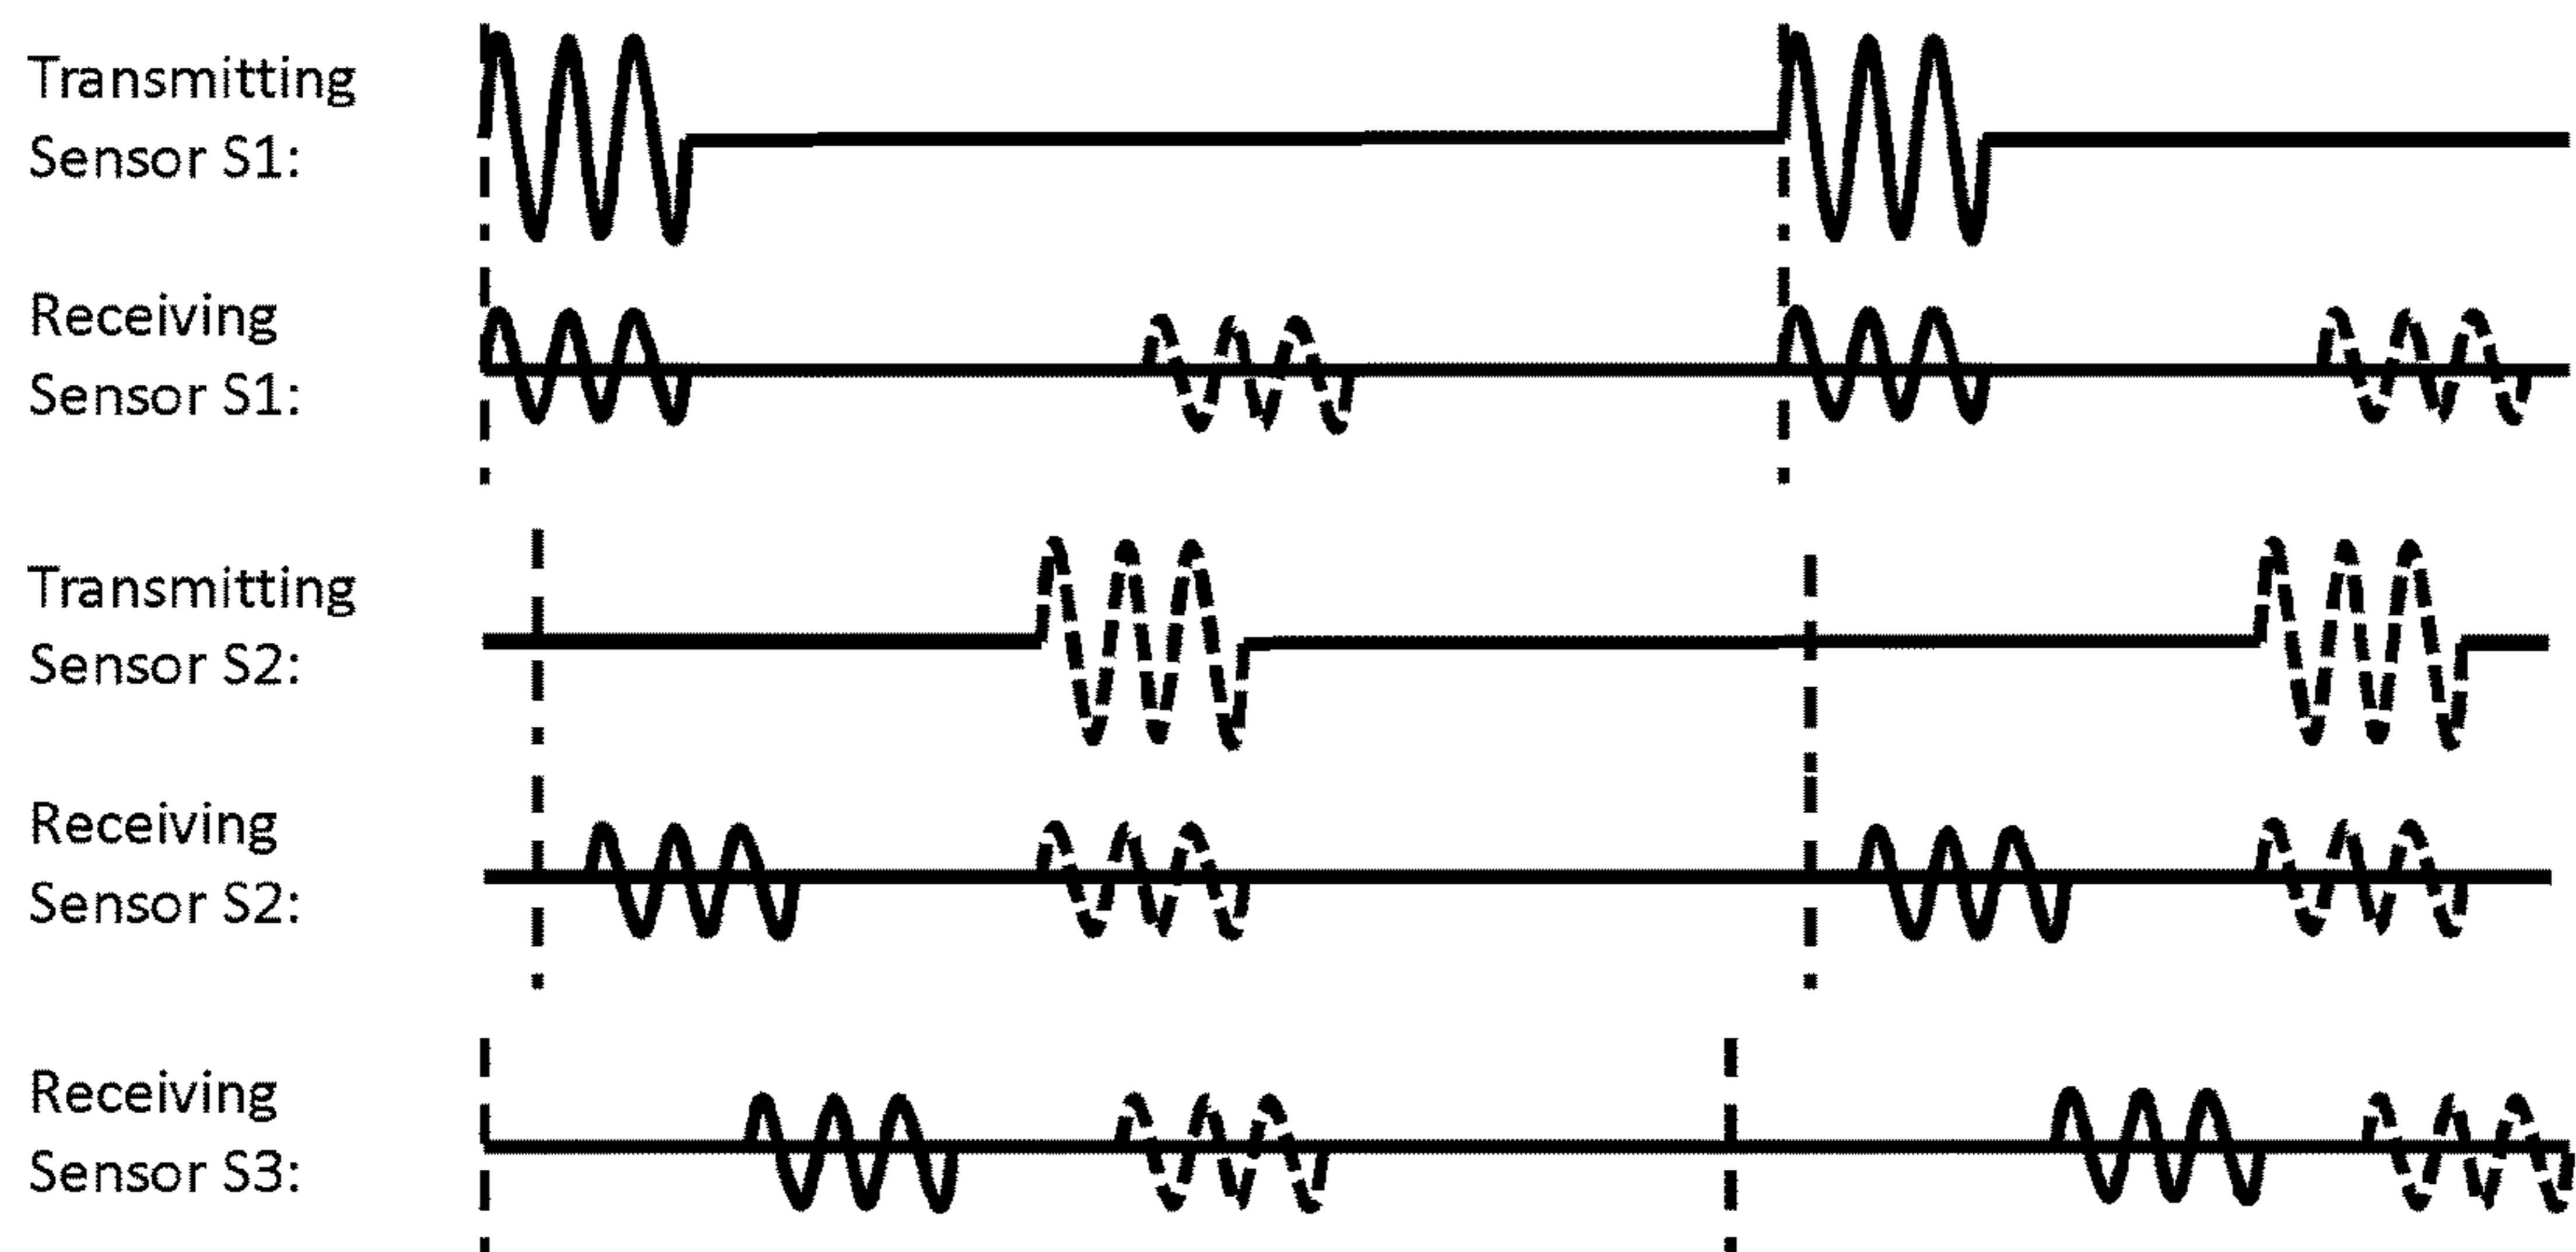 Transmitting
Sensor S1:
Receiving
Sensor S1:
Transmitting
Sensor S2:
Receiving
Sensor S2:
Receiving
Sensor S3: